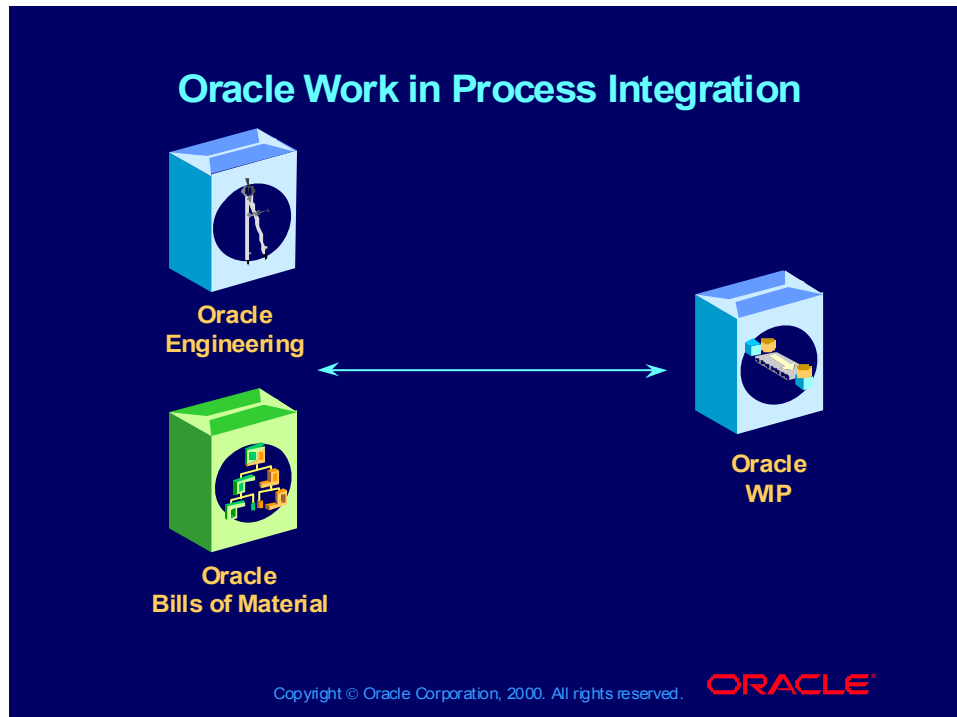 Oracle Work in Process Integration
Oracle
Engineering
Oracle
WIP
Oracle
Bills of Material
Copyright © Oracle Corporation, 2000. All rights reserved.
ORACLE®